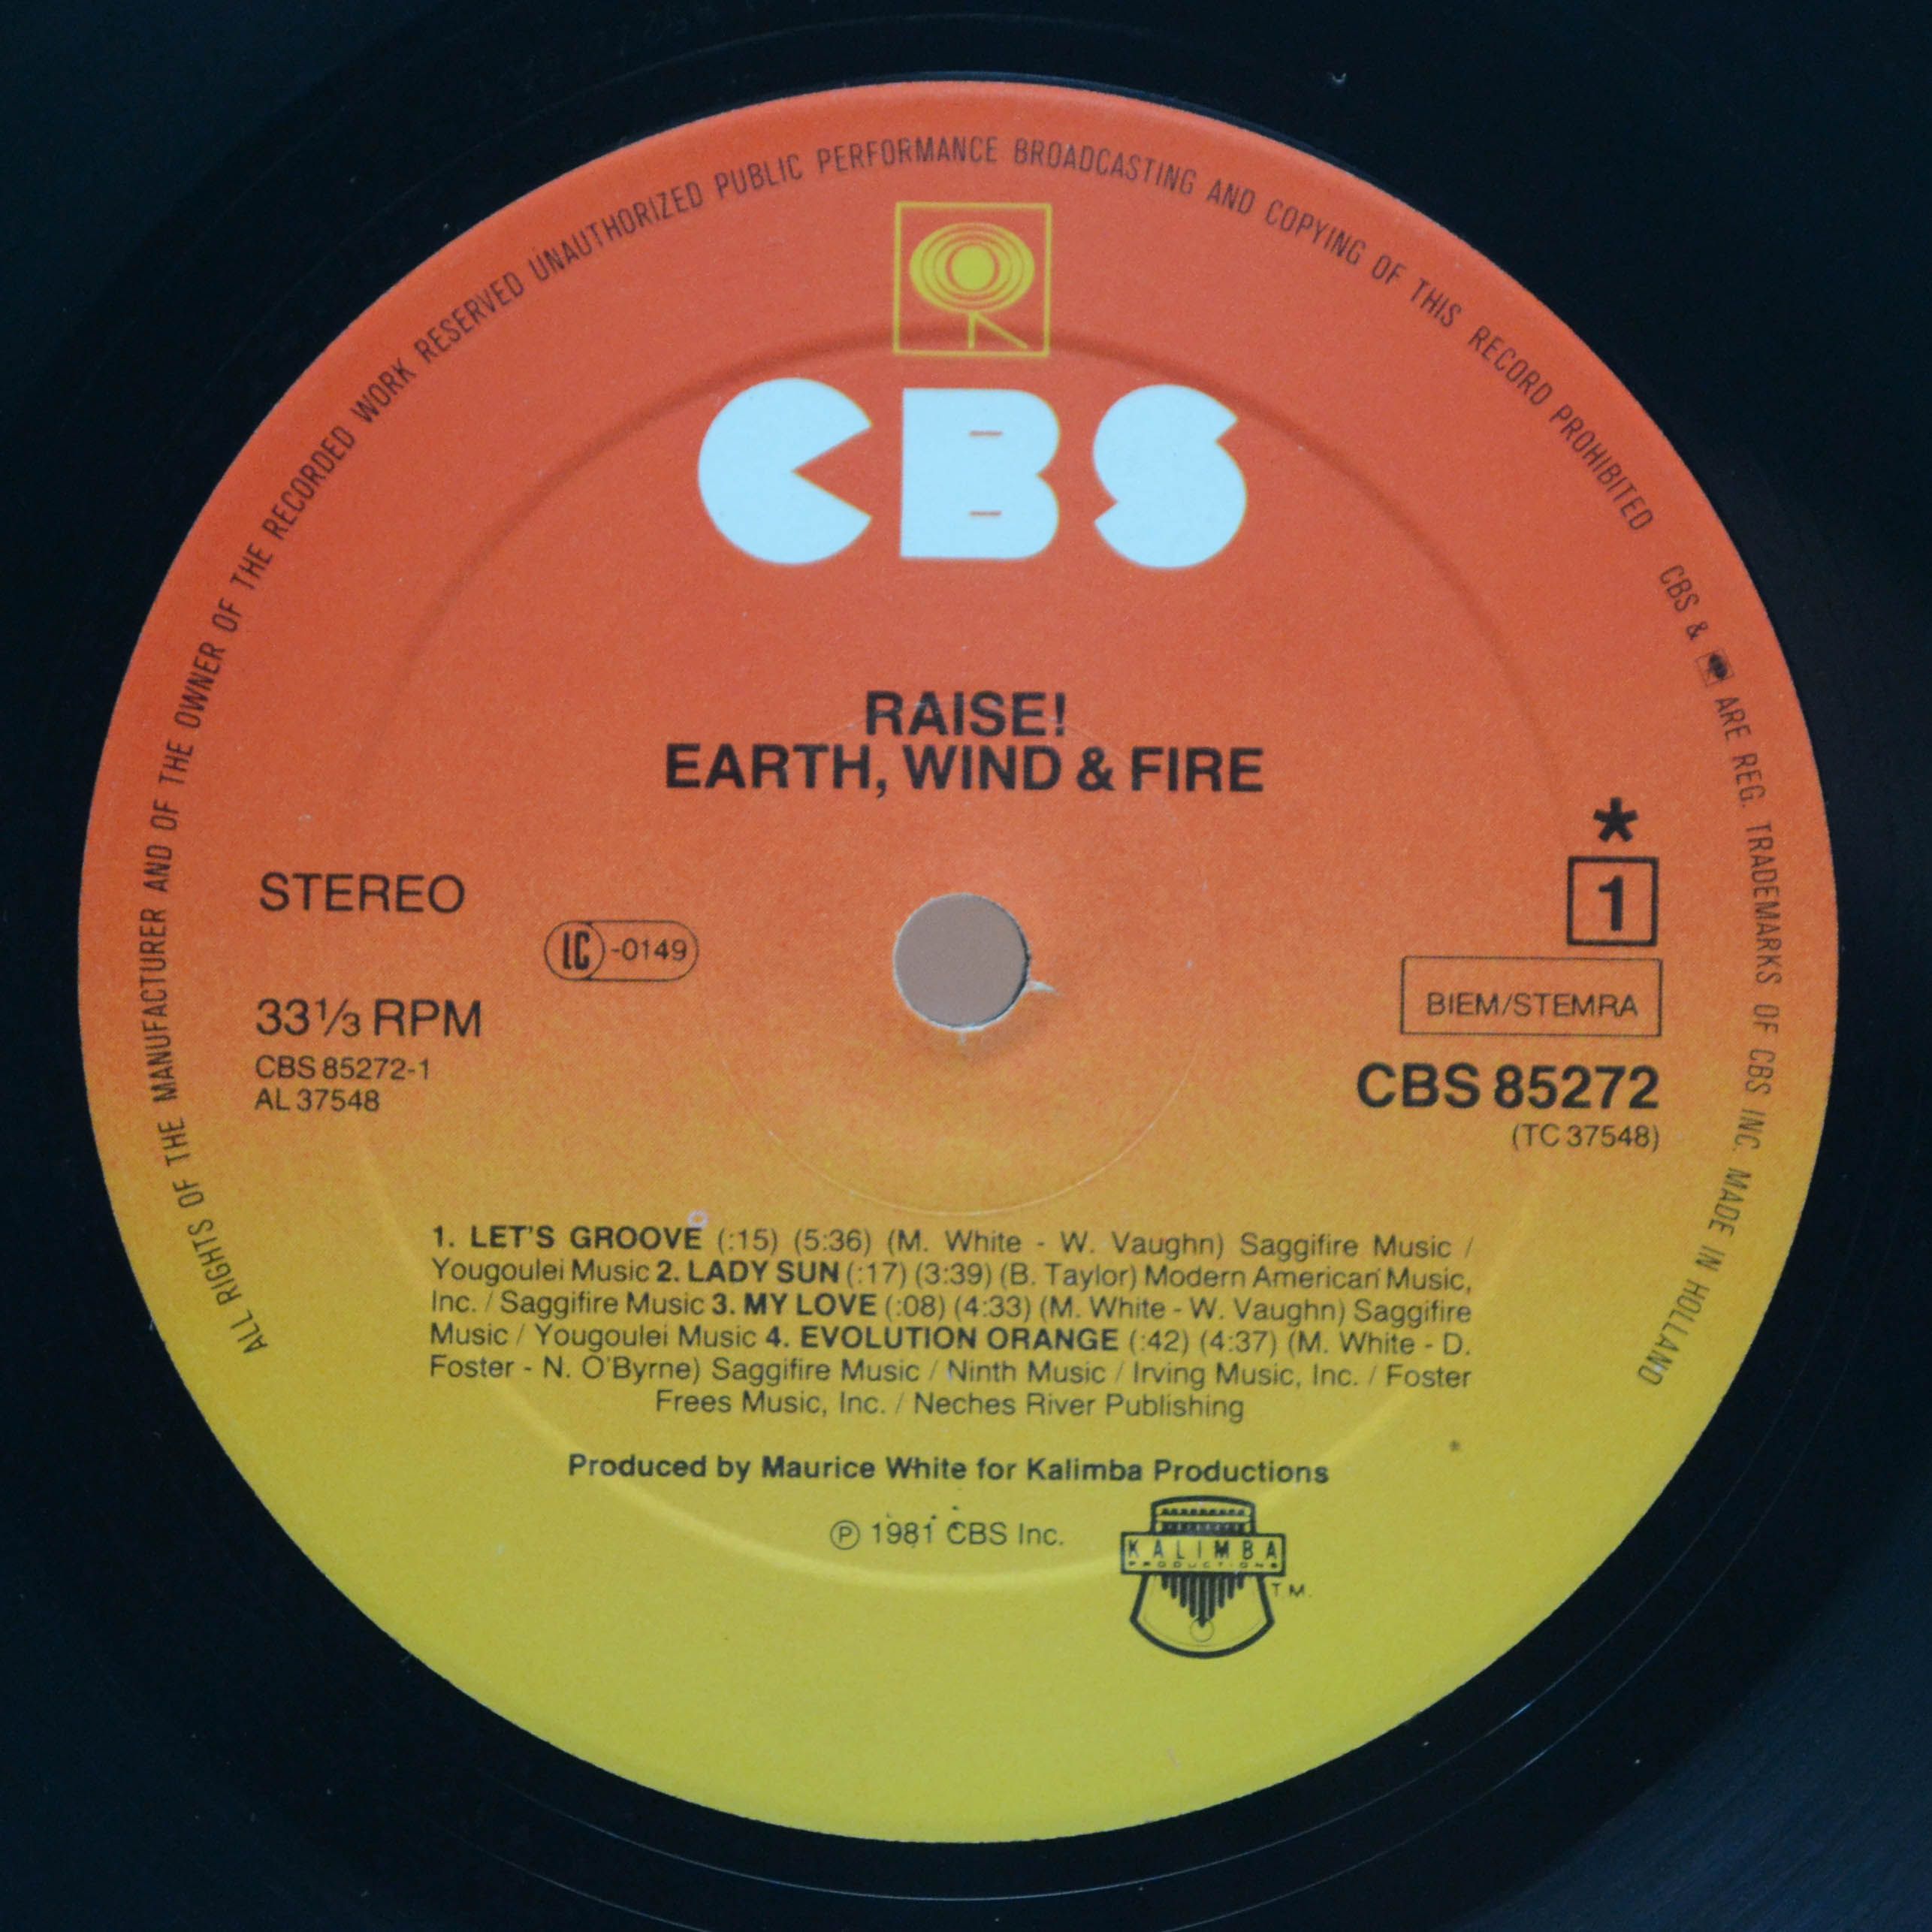 ALL RIGHTS OF THE MANUFACTURER AND OF THE OWNER OF THE RECORDED WORK RESERVED UNAUTHORIZED PUBLIC PERFORMANCE BROADCASTING AND COPYING OF THIS RECORD PROHIBITED CBS & ARE REG. TRADEMARKS OF CBS INC. MADE IN HOLLAND
CBS
RAISE!
EARTH, WIND & FIRE
STEREO
LC -0149
33⅓ RPM
CBS 85272-1
AL 37548
*
1
BIEM/STEMRA
CBS 85272
(TC 37548)
1. LET'S GROOVE (:15) (5:36) (M. White - W. Vaughn) Saggifire Music /
Yougoulei Music 2. LADY SUN (:17) (3:39) (B. Taylor) Modern American Music,
Inc. / Saggifire Music 3. MY LOVE (:08) (4:33) (M. White - W. Vaughn) Saggifire
Music / Yougoulei Music 4. EVOLUTION ORANGE (:42) (4:37) (M. White - D.
Foster - N. O'Byrne) Saggifire Music / Ninth Music / Irving Music, Inc. / Foster
Frees Music, Inc. / Neches River Publishing
Produced by Maurice White for Kalimba Productions
℗ 1981 CBS Inc.
KALIMBA
PRODUCTIONS
T.M.